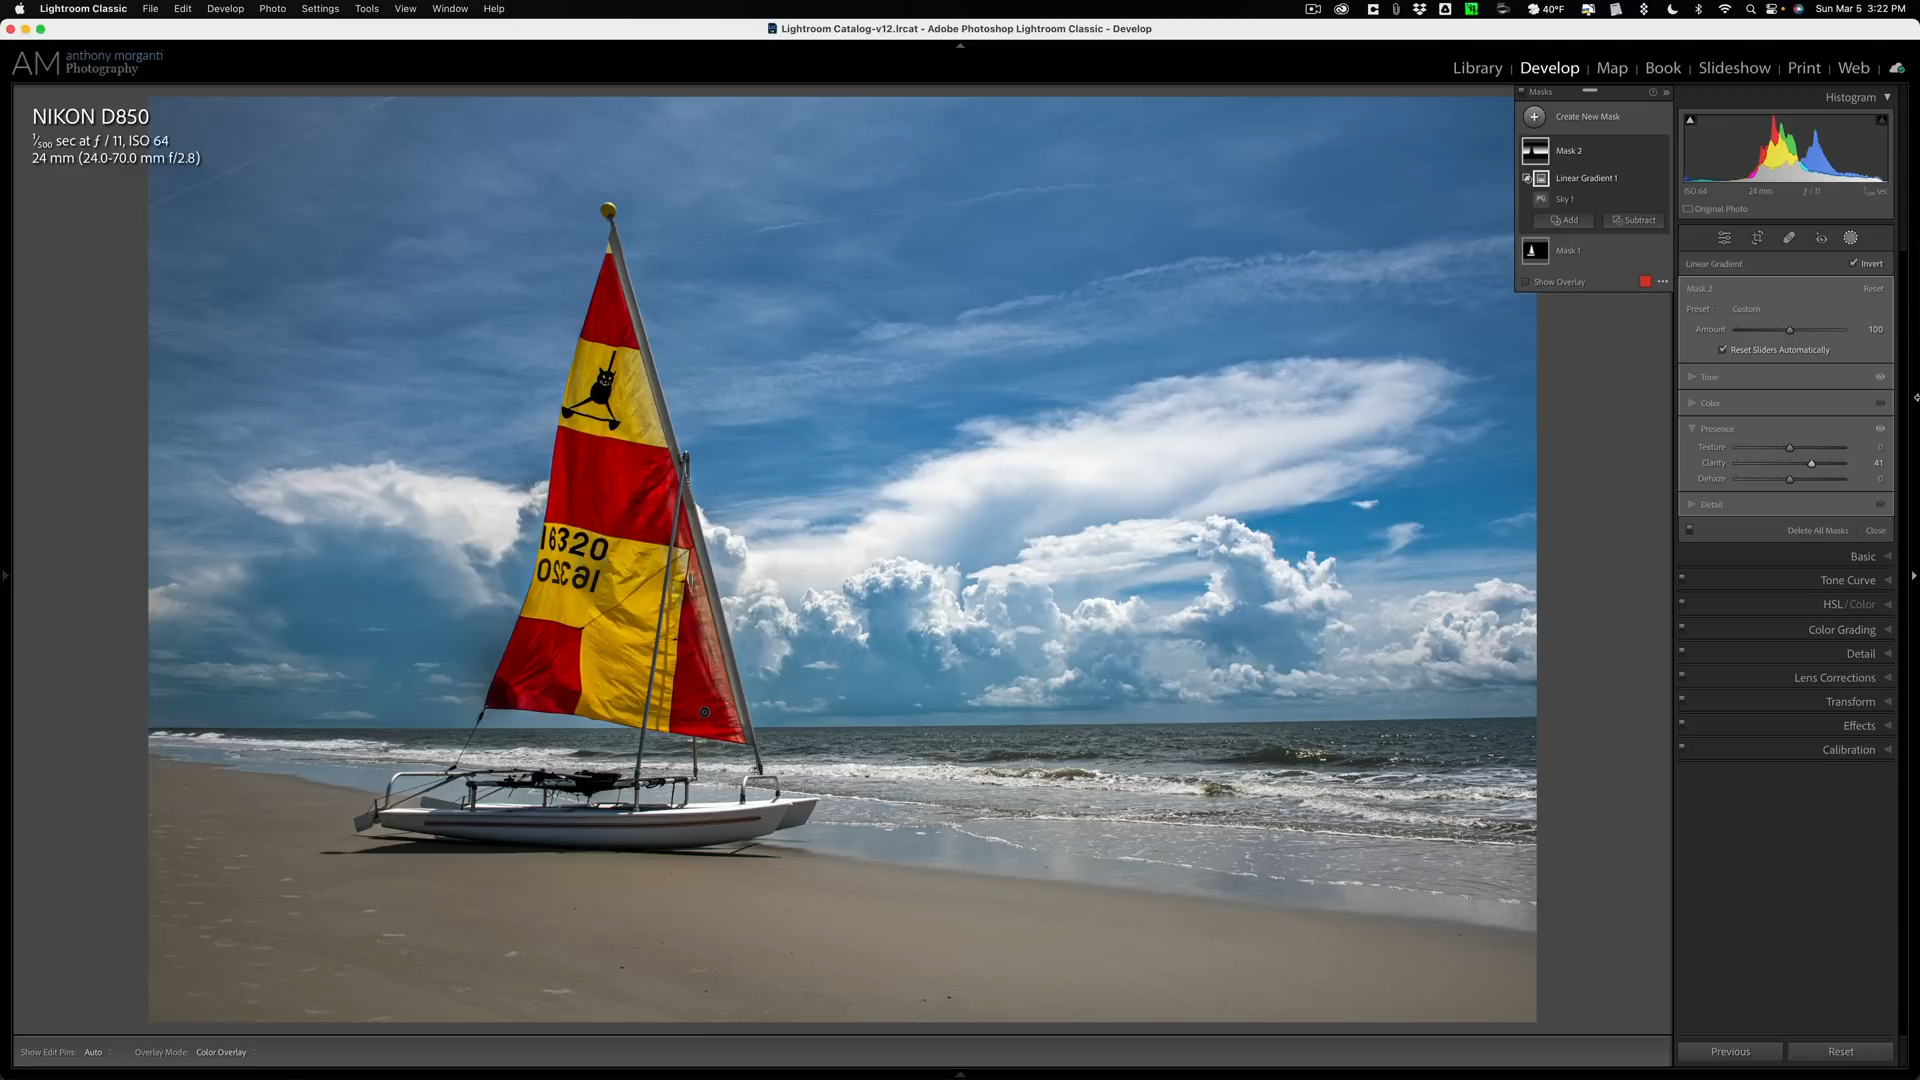 Lightroom Classic File Edit Develop Photo Settings Tools View Window Help 40°F Sun Mar 5 3:22 PM
Lightroom Catalog-v12.lrcat - Adobe Photoshop Lightroom Classic - Develop
AM anthony morganti
Photography
Library | Develop | Map | Book | Slideshow | Print | Web
NIKON D850
1/500 sec at ƒ / 11, ISO 64
24 mm (24.0-70.0 mm f/2.8)
16320
16320
Masks
Create New Mask
Mask 2
Linear Gradient 1
Sky 1
Add Subtract
Mask 1
Show Overlay
Histogram
ISO 64 24 mm ƒ / 11 1/500 sec
Original Photo
Linear Gradient Invert
Mask 2 Reset
Preset : Custom
Amount 100
Reset Sliders Automatically
Tone
Color
Presence
Texture 0
Clarity 41
Dehaze 0
Detail
Delete All Masks Close
Basic
Tone Curve
HSL / Color
Color Grading
Detail
Lens Corrections
Transform
Effects
Calibration
Show Edit Pins: Auto Overlay Mode: Color Overlay
Previous Reset